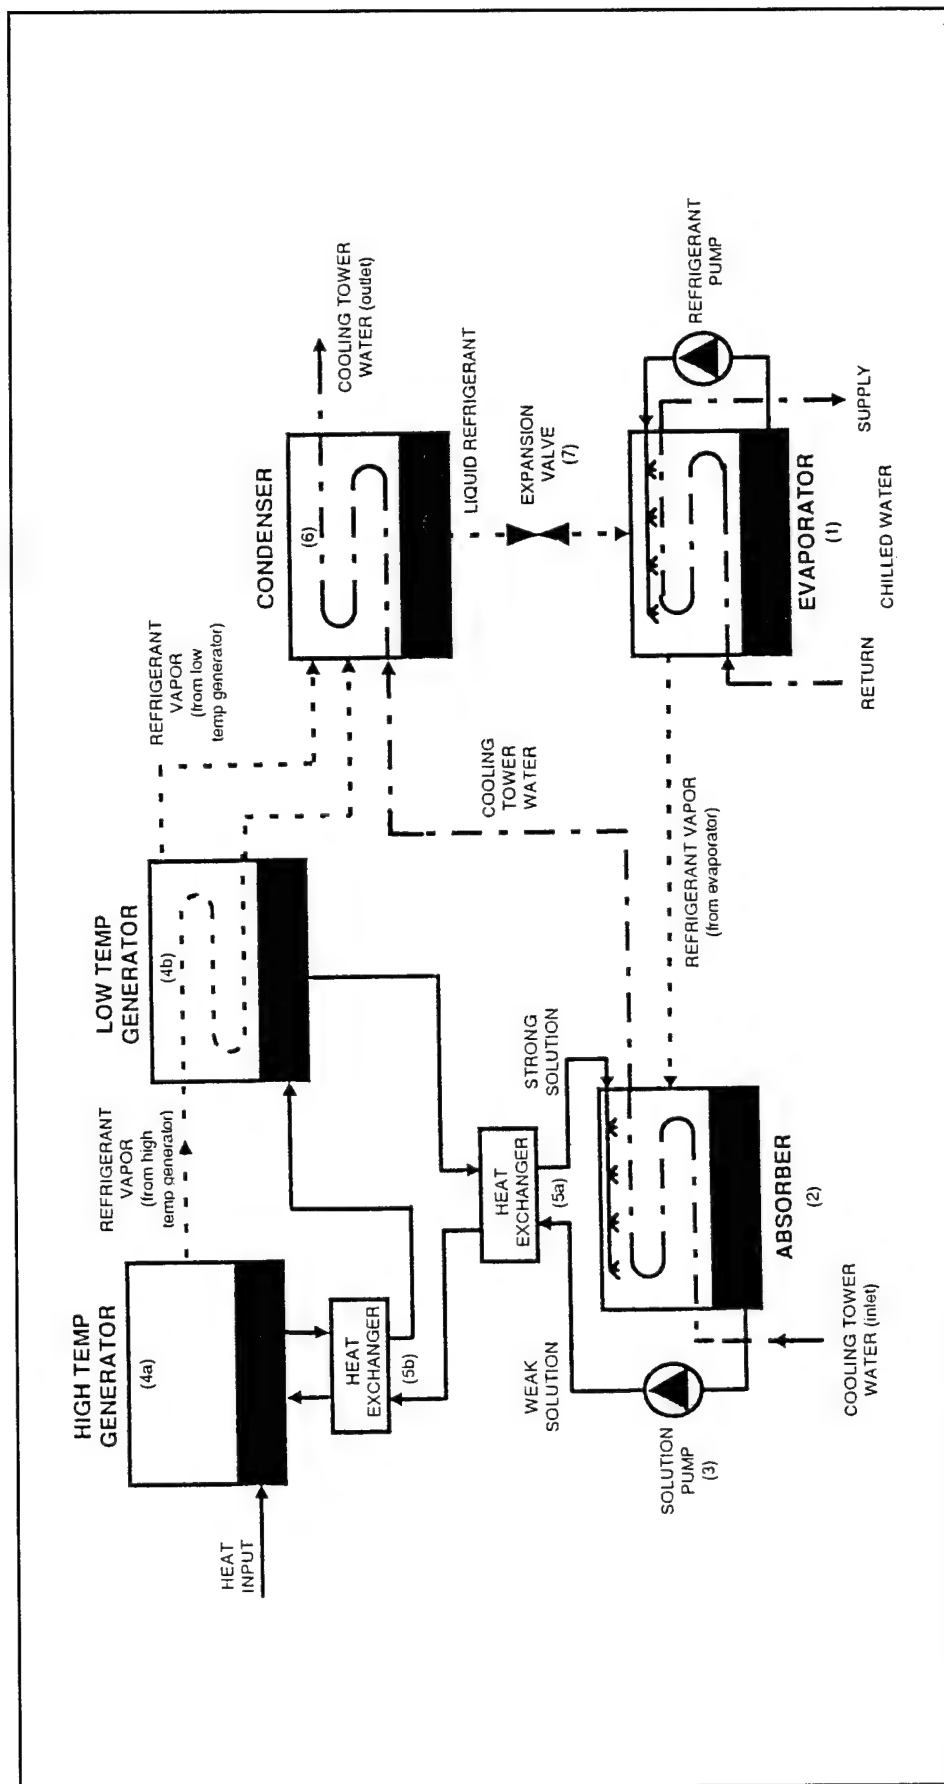 HIGH TEMP
GENERATOR
(4a)
HEAT
INPUT
REFRIGERANT
VAPOR
(from high
temp generator)
LOW TEMP
GENERATOR
(4b)
REFRIGERANT
VAPOR
(from low
temp generator)
CONDENSER
(6)
COOLING TOWER
WATER (outlet)
HEAT
EXCHANGER
(5b)
HEAT
EXCHANGER
(5a)
COOLING
TOWER
WATER
LIQUID REFRIGERANT
EXPANSION
VALVE
(7)
WEAK
SOLUTION
STRONG
SOLUTION
SOLUTION
PUMP
(3)
ABSORBER
(2)
COOLING TOWER
WATER (inlet)
REFRIGERANT VAPOR
(from evaporator)
REFRIGERANT
PUMP
EVAPORATOR
(1)
RETURN
SUPPLY
CHILLED WATER